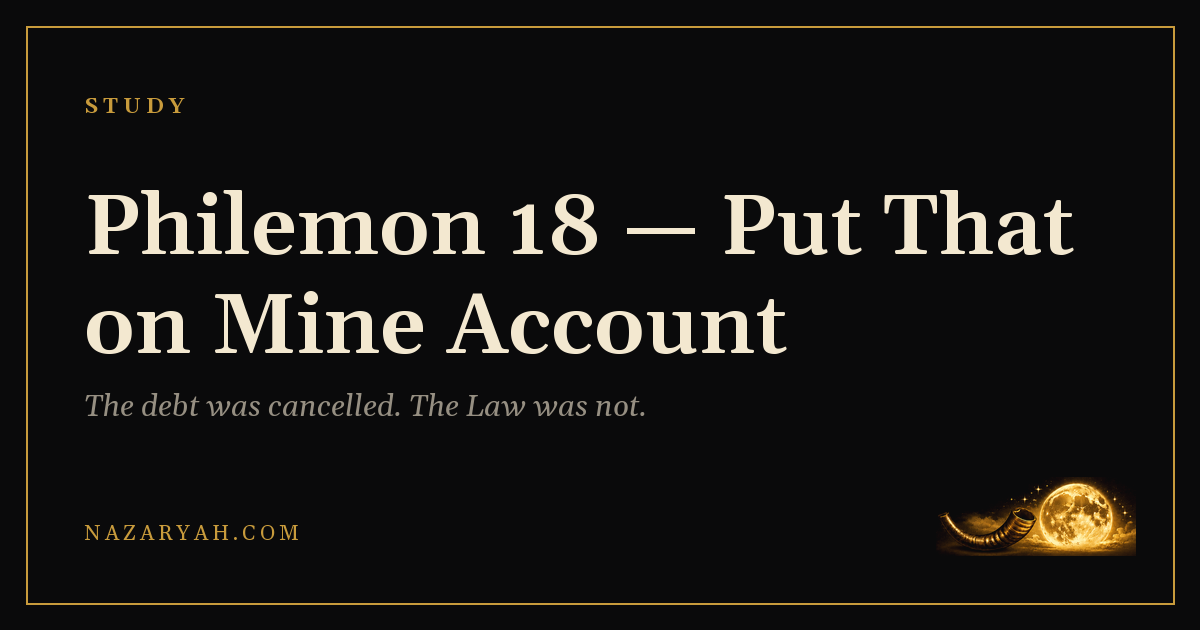 STUDY
Philemon 18 — Put That
on Mine Account
The debt was cancelled. The Law was not.
NAZARYAH.COM